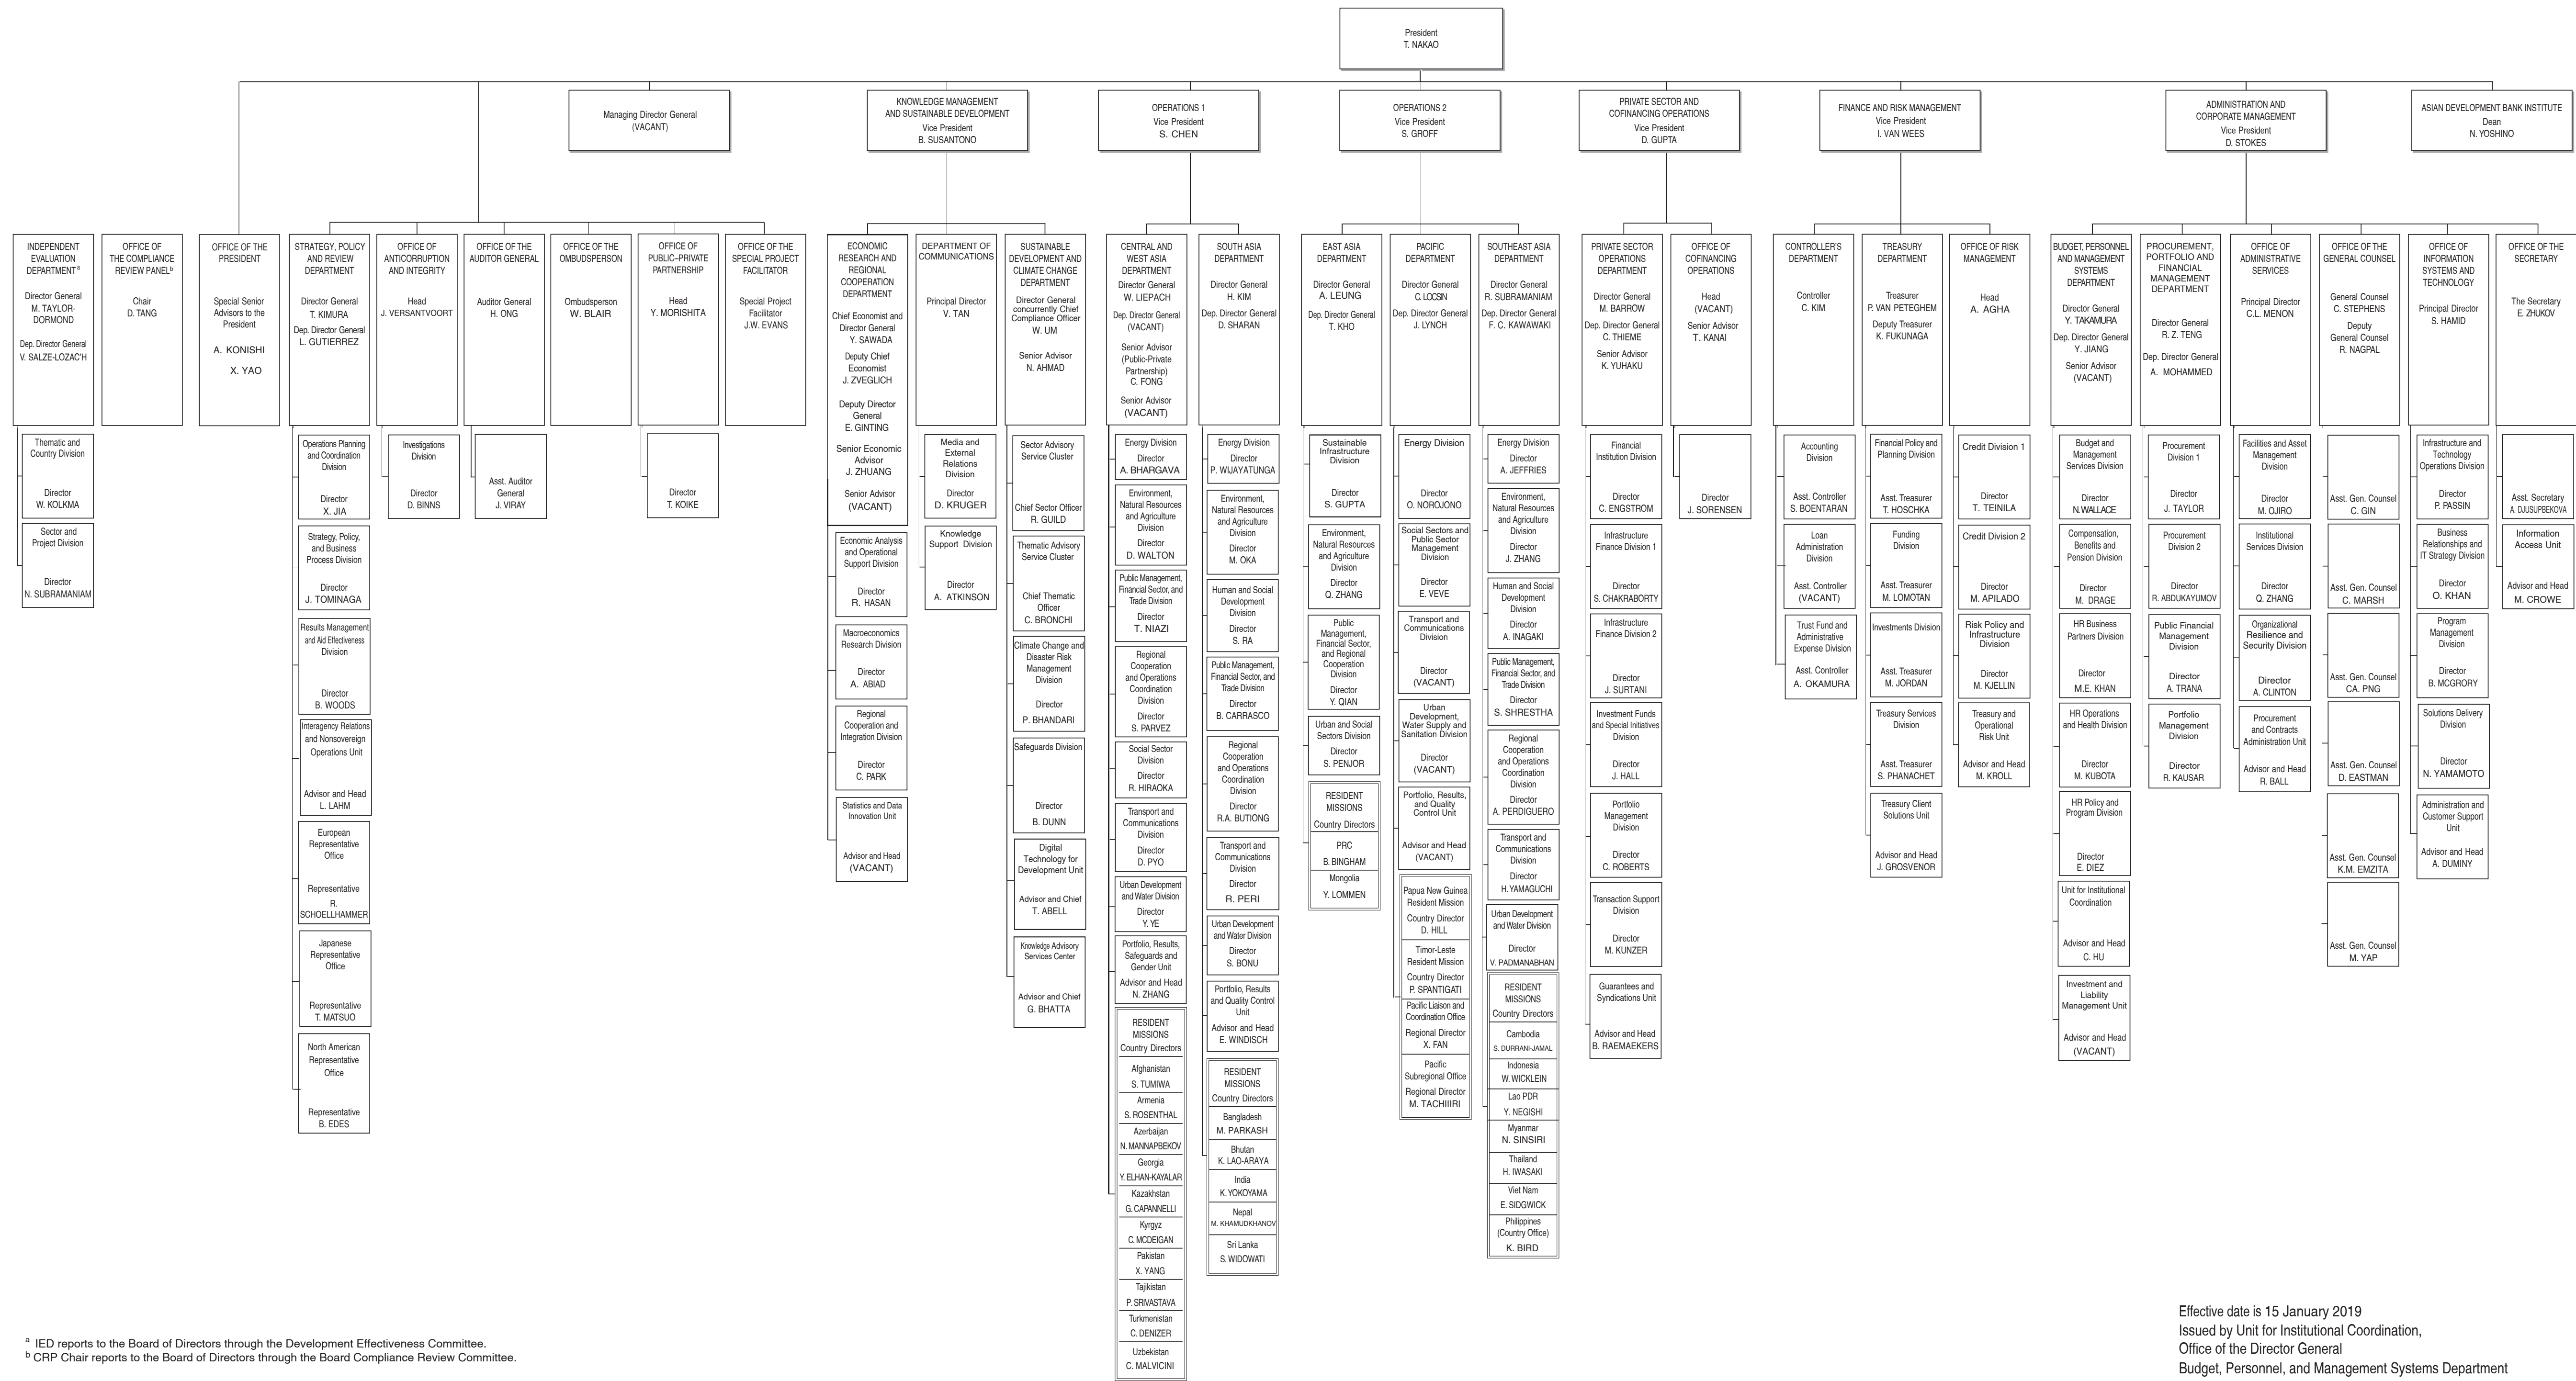 President
T. NAKAO
Managing Director General
(VACANT)
KNOWLEDGE MANAGEMENT
AND SUSTAINABLE DEVELOPMENT
Vice President
B. SUSANTONO
OPERATIONS 1
Vice President
S. CHEN
OPERATIONS 2
Vice President
S. GROFF
PRIVATE SECTOR AND
COFINANCING OPERATIONS
Vice President
D. GUPTA
FINANCE AND RISK MANAGEMENT
Vice President
I. VAN WEES
ADMINISTRATION AND
CORPORATE MANAGEMENT
Vice President
D. STOKES
ASIAN DEVELOPMENT BANK INSTITUTE
Dean
N. YOSHINO
INDEPENDENT
EVALUATION
DEPARTMENT a
Director General
M. TAYLOR-
DORMOND
Dep. Director General
V. SALZE-LOZAC'H
Thematic and
Country Division
Director
W. KOLKMA
Sector and
Project Division
Director
N. SUBRAMANIAM
OFFICE OF
THE COMPLIANCE
REVIEW PANEL b
Chair
D. TANG
OFFICE OF THE
PRESIDENT
Special Senior
Advisors to the
President
A. KONISHI
X. YAO
STRATEGY, POLICY
AND REVIEW
DEPARTMENT
Director General
T. KIMURA
Dep. Director General
L. GUTIERREZ
Operations Planning
and Coordination
Division
Director
X. JIA
Strategy, Policy,
and Business
Process Division
Director
J. TOMINAGA
Results Management
and Aid Effectiveness
Division
Director
B. WOODS
Interagency Relations
and Nonsovereign
Operations Unit
Advisor and Head
L. LAHM
European
Representative
Office
Representative
R.
SCHOELLHAMMER
Japanese
Representative
Office
Representative
T. MATSUO
North American
Representative
Office
Representative
B. EDES
OFFICE OF
ANTICORRUPTION
AND INTEGRITY
Head
J. VERSANTVOORT
Investigations
Division
Director
D. BINNS
OFFICE OF THE
AUDITOR GENERAL
Auditor General
H. ONG
Asst. Auditor
General
J. VIRAY
OFFICE OF THE
OMBUDSPERSON
Ombudsperson
W. BLAIR
OFFICE OF
PUBLIC–PRIVATE
PARTNERSHIP
Head
Y. MORISHITA
Director
T. KOIKE
OFFICE OF THE
SPECIAL PROJECT
FACILITATOR
Special Project
Facilitator
J.W. EVANS
ECONOMIC
RESEARCH AND
REGIONAL
COOPERATION
DEPARTMENT
Chief Economist and
Director General
Y. SAWADA
Deputy Chief
Economist
J. ZVEGLICH
Deputy Director
General
E. GINTING
Senior Economic
Advisor
J. ZHUANG
Senior Advisor
(VACANT)
Economic Analysis
and Operational
Support Division
Director
R. HASAN
Macroeconomics
Research Division
Director
A. ABIAD
Regional
Cooperation and
Integration Division
Director
C. PARK
Statistics and Data
Innovation Unit
Advisor and Head
(VACANT)
DEPARTMENT OF
COMMUNICATIONS
Principal Director
V. TAN
Media and
External
Relations
Division
Director
D. KRUGER
Knowledge
Support Division
Director
A. ATKINSON
SUSTAINABLE
DEVELOPMENT AND
CLIMATE CHANGE
DEPARTMENT
Director General
concurrently Chief
Compliance Officer
W. UM
Senior Advisor
N. AHMAD
Sector Advisory
Service Cluster
Chief Sector Officer
R. GUILD
Thematic Advisory
Service Cluster
Chief Thematic
Officer
C. BRONCHI
Climate Change and
Disaster Risk
Management
Division
Director
P. BHANDARI
Safeguards Division
Director
B. DUNN
Digital
Technology for
Development Unit
Advisor and Chief
T. ABELL
Knowledge Advisory
Services Center
Advisor and Chief
G. BHATTA
CENTRAL AND
WEST ASIA
DEPARTMENT
Director General
W. LIEPACH
Dep. Director General
(VACANT)
Senior Advisor
(Public-Private
Partnership)
C. FONG
Senior Advisor
(VACANT)
Energy Division
Director
A. BHARGAVA
Environment,
Natural Resources
and Agriculture
Division
Director
D. WALTON
Public Management,
Financial Sector, and
Trade Division
Director
T. NIAZI
Regional
Cooperation
and Operations
Coordination
Division
Director
S. PARVEZ
Social Sector
Division
Director
R. HIRAOKA
Transport and
Communications
Division
Director
D. PYO
Urban Development
and Water Division
Director
Y. YE
Portfolio, Results,
Safeguards and
Gender Unit
Advisor and Head
N. ZHANG
RESIDENT
MISSIONS
Country Directors
Afghanistan
S. TUMIWA
Armenia
S. ROSENTHAL
Azerbaijan
N. MANNAPBEKOV
Georgia
Y. ELHAN-KAYALAR
Kazakhstan
G. CAPANNELLI
Kyrgyz
C. MCDEIGAN
Pakistan
X. YANG
Tajikistan
P. SRIVASTAVA
Turkmenistan
C. DENIZER
Uzbekistan
C. MALVICINI
SOUTH ASIA
DEPARTMENT
Director General
H. KIM
Dep. Director General
D. SHARAN
Energy Division
Director
P. WIJAYATUNGA
Environment,
Natural Resources
and Agriculture
Division
Director
M. OKA
Human and Social
Development
Division
Director
S. RA
Public Management,
Financial Sector, and
Trade Division
Director
B. CARRASCO
Regional
Cooperation
and Operations
Coordination
Division
Director
R.A. BUTIONG
Transport and
Communications
Division
Director
R. PERI
Urban Development
and Water Division
Director
S. BONU
Portfolio, Results
and Quality Control
Unit
Advisor and Head
E. WINDISCH
RESIDENT
MISSIONS
Country Directors
Bangladesh
M. PARKASH
Bhutan
K. LAO-ARAYA
India
K. YOKOYAMA
Nepal
M. KHAMUDKHANOV
Sri Lanka
S. WIDOWATI
EAST ASIA
DEPARTMENT
Director General
A. LEUNG
Dep. Director General
T. KHO
Sustainable
Infrastructure
Division
Director
S. GUPTA
Environment,
Natural Resources
and Agriculture
Division
Director
Q. ZHANG
Public
Management,
Financial Sector,
and Regional
Cooperation
Division
Director
Y. QIAN
Urban and Social
Sectors Division
Director
S. PENJOR
RESIDENT
MISSIONS
Country Directors
PRC
B. BINGHAM
Mongolia
Y. LOMMEN
PACIFIC
DEPARTMENT
Director General
C. LOCSIN
Dep. Director General
J. LYNCH
Energy Division
Director
O. NOROJONO
Social Sectors and
Public Sector
Management
Division
Director
E. VEVE
Transport and
Communications
Division
Director
(VACANT)
Urban
Development,
Water Supply and
Sanitation Division
Director
(VACANT)
Portfolio, Results,
and Quality
Control Unit
Advisor and Head
(VACANT)
Papua New Guinea
Resident Mission
Country Director
D. HILL
Timor-Leste
Resident Mission
Country Director
P. SPANTIGATI
Pacific Liaison and
Coordination Office
Regional Director
X. FAN
Pacific
Subregional Office
Regional Director
M. TACHIIIRI
SOUTHEAST ASIA
DEPARTMENT
Director General
R. SUBRAMANIAM
Dep. Director General
F. C. KAWAWAKI
Energy Division
Director
A. JEFFRIES
Environment,
Natural Resources
and Agriculture
Division
Director
J. ZHANG
Human and Social
Development
Division
Director
A. INAGAKI
Public Management,
Financial Sector, and
Trade Division
Director
S. SHRESTHA
Regional
Cooperation
and Operations
Coordination
Division
Director
A. PERDIGUERO
Transport and
Communications
Division
Director
H. YAMAGUCHI
Urban Development
and Water Division
Director
V. PADMANABHAN
RESIDENT
MISSIONS
Country Directors
Cambodia
S. DURRANI-JAMAL
Indonesia
W. WICKLEIN
Lao PDR
Y. NEGISHI
Myanmar
N. SINSIRI
Thailand
H. IWASAKI
Viet Nam
E. SIDGWICK
Philippines
(Country Office)
K. BIRD
PRIVATE SECTOR
OPERATIONS
DEPARTMENT
Director General
M. BARROW
Dep. Director General
C. THIEME
Senior Advisor
K. YUHAKU
Financial
Institution Division
Director
C. ENGSTROM
Infrastructure
Finance Division 1
Director
S. CHAKRABORTY
Infrastructure
Finance Division 2
Director
J. SURTANI
Investment Funds
and Special Initiatives
Division
Director
J. HALL
Portfolio
Management
Division
Director
C. ROBERTS
Transaction Support
Division
Director
M. KUNZER
Guarantees and
Syndications Unit
Advisor and Head
B. RAEMAEKERS
OFFICE OF
COFINANCING
OPERATIONS
Head
(VACANT)
Senior Advisor
T. KANAI
Director
J. SORENSEN
CONTROLLER'S
DEPARTMENT
Controller
C. KIM
Accounting
Division
Asst. Controller
S. BOENTARAN
Loan
Administration
Division
Asst. Controller
(VACANT)
Trust Fund and
Administrative
Expense Division
Asst. Controller
A. OKAMURA
TREASURY
DEPARTMENT
Treasurer
P. VAN PETEGHEM
Deputy Treasurer
K. FUKUNAGA
Financial Policy and
Planning Division
Asst. Treasurer
T. HOSCHKA
Funding
Division
Asst. Treasurer
M. LOMOTAN
Investments Division
Asst. Treasurer
M. JORDAN
Treasury Services
Division
Asst. Treasurer
S. PHANACHET
Treasury Client
Solutions Unit
Advisor and Head
J. GROSVENOR
OFFICE OF RISK
MANAGEMENT
Head
A. AGHA
Credit Division 1
Director
T. TEINILA
Credit Division 2
Director
M. APILADO
Risk Policy and
Infrastructure
Division
Director
M. KJELLIN
Treasury and
Operational
Risk Unit
Advisor and Head
M. KROLL
BUDGET, PERSONNEL
AND MANAGEMENT
SYSTEMS
DEPARTMENT
Director General
Y. TAKAMURA
Dep. Director General
Y. JIANG
Senior Advisor
(VACANT)
Budget and
Management
Services Division
Director
N. WALLACE
Compensation,
Benefits and
Pension Division
Director
M. DRAGE
HR Business
Partners Division
Director
M.E. KHAN
HR Operations
and Health Division
Director
M. KUBOTA
HR Policy and
Program Division
Director
E. DIEZ
Unit for Institutional
Coordination
Advisor and Head
C. HU
Investment and
Liability
Management Unit
Advisor and Head
(VACANT)
PROCUREMENT,
PORTFOLIO AND
FINANCIAL
MANAGEMENT
DEPARTMENT
Director General
R. Z. TENG
Dep. Director General
A. MOHAMMED
Procurement
Division 1
Director
J. TAYLOR
Procurement
Division 2
Director
R. ABDUKAYUMOV
Public Financial
Management
Division
Director
A. TRANA
Portfolio
Management
Division
Director
R. KAUSAR
OFFICE OF
ADMINISTRATIVE
SERVICES
Principal Director
C.L. MENON
Facilities and Asset
Management
Division
Director
M. OJIRO
Institutional
Services Division
Director
Q. ZHANG
Organizational
Resilience and
Security Division
Director
A. CLINTON
Procurement
and Contracts
Administration Unit
Advisor and Head
R. BALL
OFFICE OF THE
GENERAL COUNSEL
General Counsel
C. STEPHENS
Deputy
General Counsel
R. NAGPAL
Asst. Gen. Counsel
C. GIN
Asst. Gen. Counsel
C. MARSH
Asst. Gen. Counsel
CA. PNG
Asst. Gen. Counsel
D. EASTMAN
Asst. Gen. Counsel
K.M. EMZITA
Asst. Gen. Counsel
M. YAP
OFFICE OF
INFORMATION
SYSTEMS AND
TECHNOLOGY
Principal Director
S. HAMID
Infrastructure and
Technology
Operations Division
Director
P. PASSIN
Business
Relationships and
IT Strategy Division
Director
O. KHAN
Program
Management
Division
Director
B. MCGRORY
Solutions Delivery
Division
Director
N. YAMAMOTO
Administration and
Customer Support
Unit
Advisor and Head
A. DUMINY
OFFICE OF THE
SECRETARY
The Secretary
E. ZHUKOV
Asst. Secretary
A. DJUSUPBEKOVA
Information
Access Unit
Advisor and Head
M. CROWE
a IED reports to the Board of Directors through the Development Effectiveness Committee.
b CRP Chair reports to the Board of Directors through the Board Compliance Review Committee.
Effective date is 15 January 2019
Issued by Unit for Institutional Coordination,
Office of the Director General
Budget, Personnel, and Management Systems Department